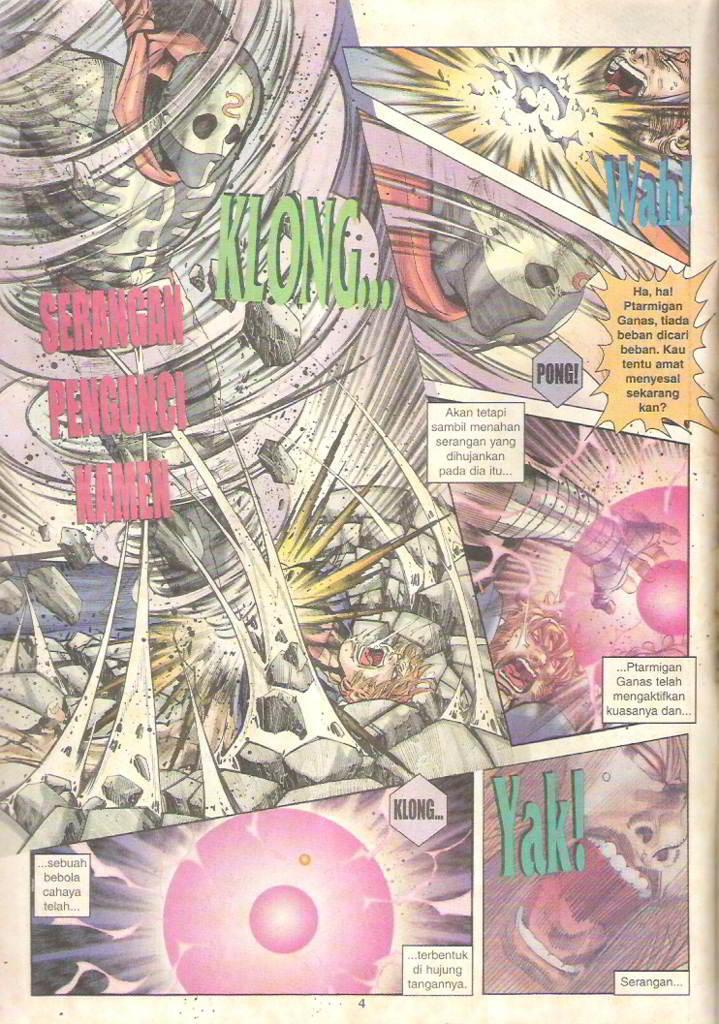 KLONG...
SERANGAN
PENGUNCI
KAMEN
Wah!
PONG!
Ha, ha!
Ptarmigan
Ganas, tiada
beban dicari
beban. Kau
tentu amat
menyesal
sekarang
kan?
Akan tetapi
sambil menahan
serangan yang
dihujankan
pada dia itu...
...Ptarmigan
Ganas telah
mengaktifkan
kuasanya dan...
...sebuah
bebola
cahaya
telah...
KLONG...
...terbentuk
di hujung
tangannya.
Yak!
Serangan...
4